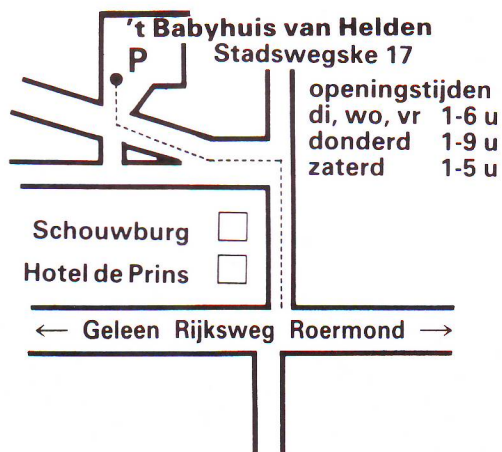 't Babyhuis van Helden
Stadswegske 17
P
openingstijden
di, wo, vr 1-6 u
donderd 1-9 u
zaterd 1-5 u
Schouwburg
Hotel de Prins
← Geleen Rijksweg Roermond →